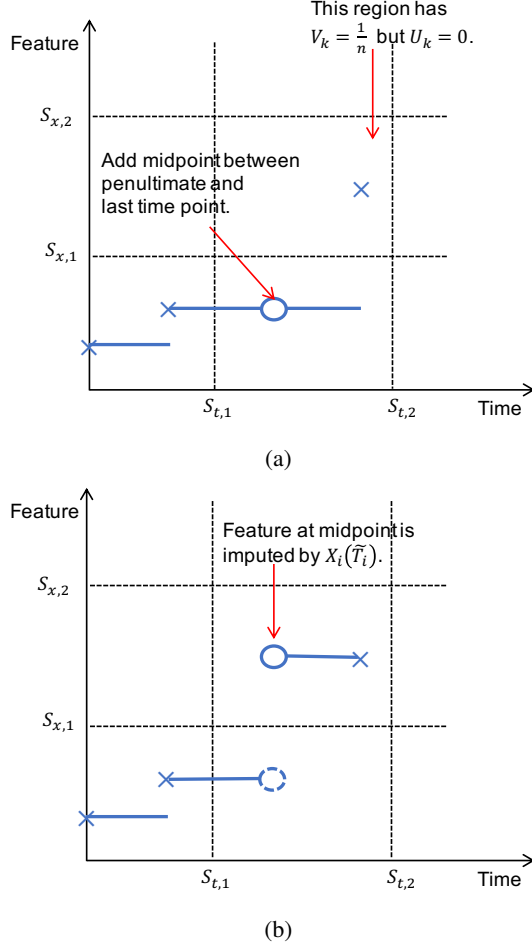 This region has
V_k = 1/n but U_k = 0.
Feature
S_{x,2}
Add midpoint between
penultimate and
last time point.
S_{x,1}
S_{t,1}
S_{t,2}
Time
(a)
Feature
Feature at midpoint is
imputed by X_i(T̃_i).
S_{x,2}
S_{x,1}
S_{t,1}
S_{t,2}
Time
(b)